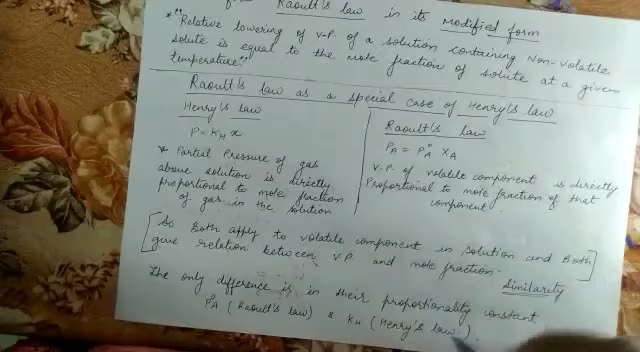 Raoult's law in its modified form
* "Relative lowering of V.P. of a solution containing Non-volatile
solute is equal to the mole fraction of solute at a given
temperature"
Raoult's law as a special case of Henry's law
Henry's law
P = KH x
* Partial Pressure of gas
above solution is directly
proportional to mole fraction
of gas in the solution
Raoult's law
PA = P°A XA
V.P. of volatile component is directly
Proportional to mole fraction of that
component.
[So Both apply to volatile component in solution and Both
give relation between V.P. and mole fraction.]
Similarity
The only difference is in their proportionality constant
P°A (Raoult's law) & KH (Henry's law).